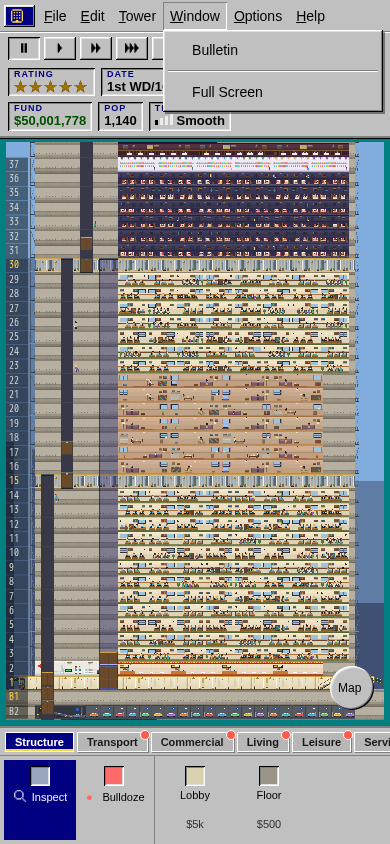 File Edit Tower Window Options Help
Bulletin
Full Screen
RATING
DATE
1st WD/1
FUND
$50,001,778
POP
1,140
Smooth
37
36
35
34
33
32
31
30
29
28
27
26
25
24
23
22
21
20
19
18
17
16
15
14
13
12
11
10
9
8
7
6
5
4
3
2
1
B1
B2
Map
Structure Transport Commercial Living Leisure Servi
Inspect Bulldoze Lobby Floor
$5k $500